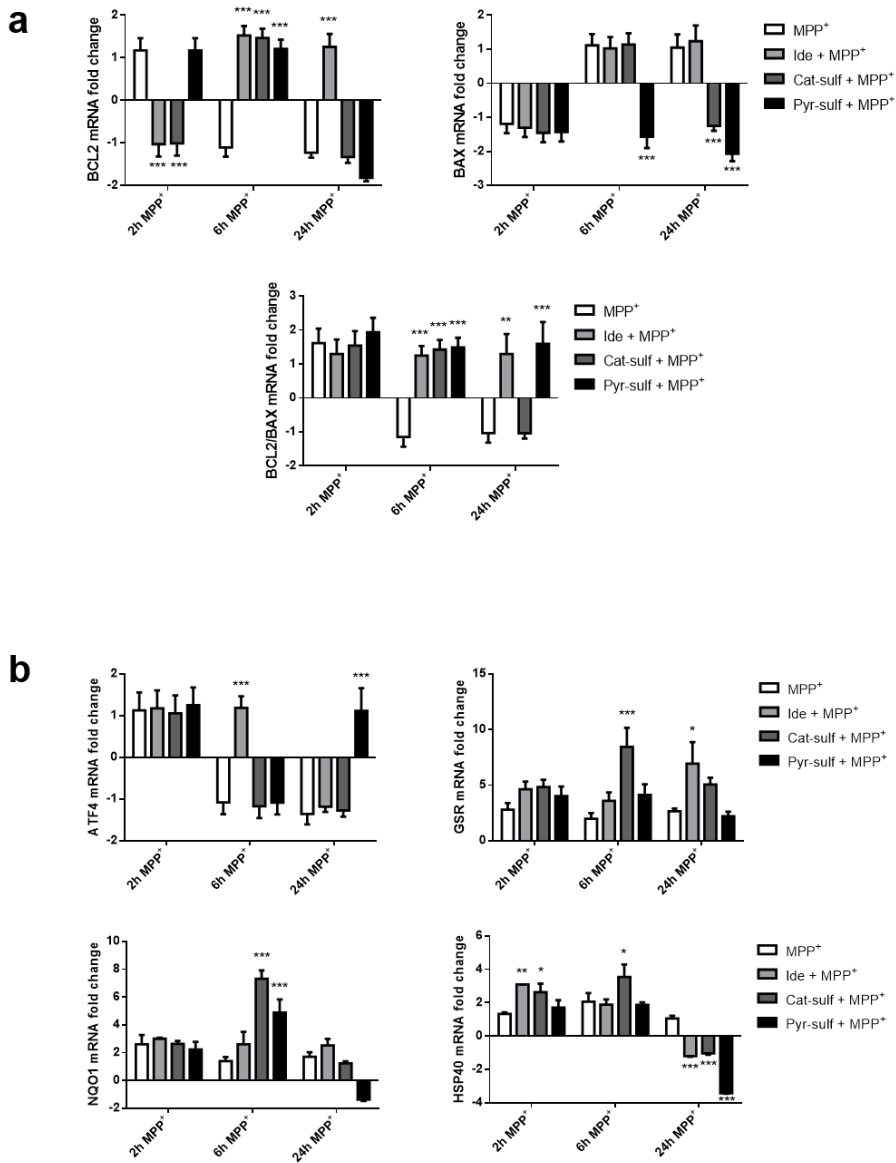 a
BCL2 mRNA fold change
2
1
0
-1
-2
*** *** ***
***
*** ***
2h MPP⁺
6h MPP⁺
24h MPP⁺
BAX mRNA fold change
3
2
1
0
-1
-2
-3
***
***
***
2h MPP⁺
6h MPP⁺
24h MPP⁺
MPP⁺
Ide + MPP⁺
Cat-sulf + MPP⁺
Pyr-sulf + MPP⁺
BCL2/BAX mRNA fold change
3
2
1
0
-1
-2
*** *** ***
** ***
2h MPP⁺
6h MPP⁺
24h MPP⁺
MPP⁺
Ide + MPP⁺
Cat-sulf + MPP⁺
Pyr-sulf + MPP⁺
b
ATF4 mRNA fold change
2
1
0
-1
-2
***
***
2h MPP⁺
6h MPP⁺
24h MPP⁺
GSR mRNA fold change
15
10
5
0
***
*
2h MPP⁺
6h MPP⁺
24h MPP⁺
MPP⁺
Ide + MPP⁺
Cat-sulf + MPP⁺
Pyr-sulf + MPP⁺
NQO1 mRNA fold change
10
8
6
4
2
0
-2
***
***
2h MPP⁺
6h MPP⁺
24h MPP⁺
HSP40 mRNA fold change
6
4
2
0
-2
-4
** *
*
*** ***
***
2h MPP⁺
6h MPP⁺
24h MPP⁺
MPP⁺
Ide + MPP⁺
Cat-sulf + MPP⁺
Pyr-sulf + MPP⁺